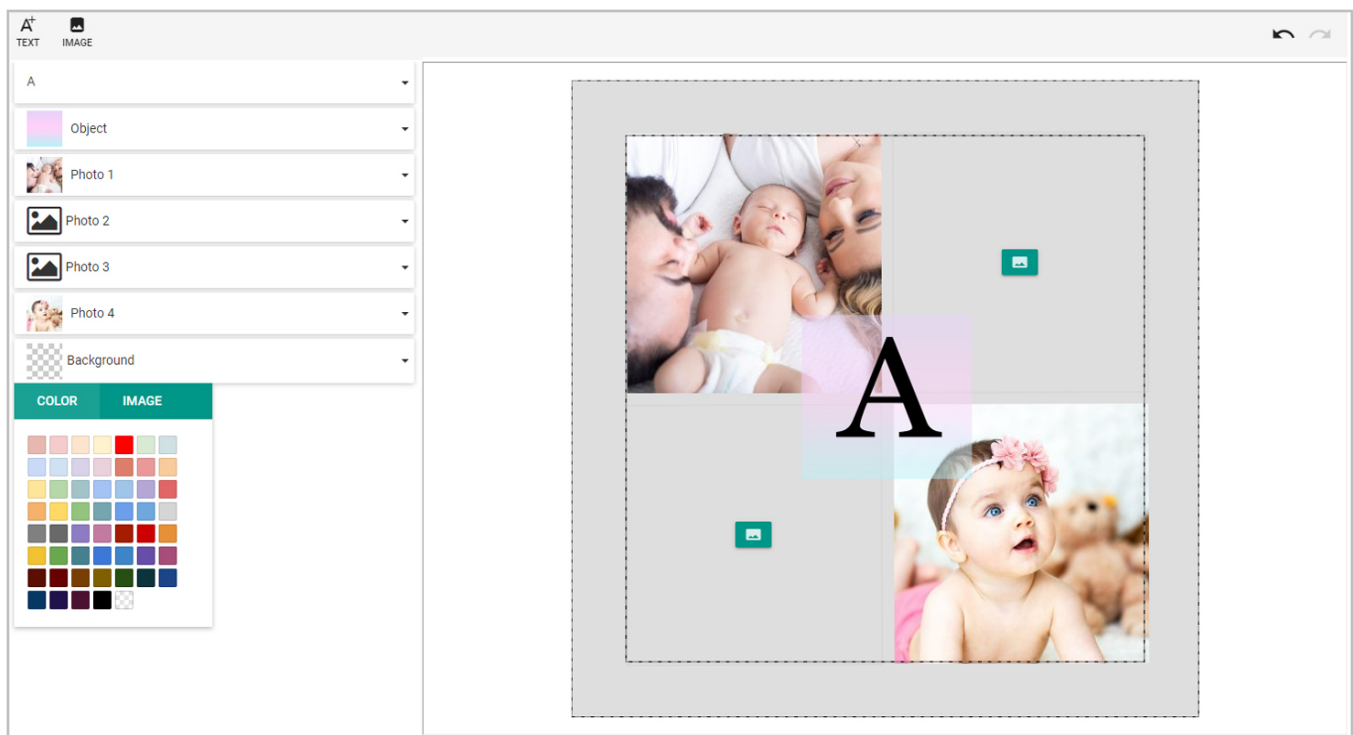 TEXT
IMAGE
A
Object
Photo 1
Photo 2
Photo 3
Photo 4
Background
COLOR IMAGE
A